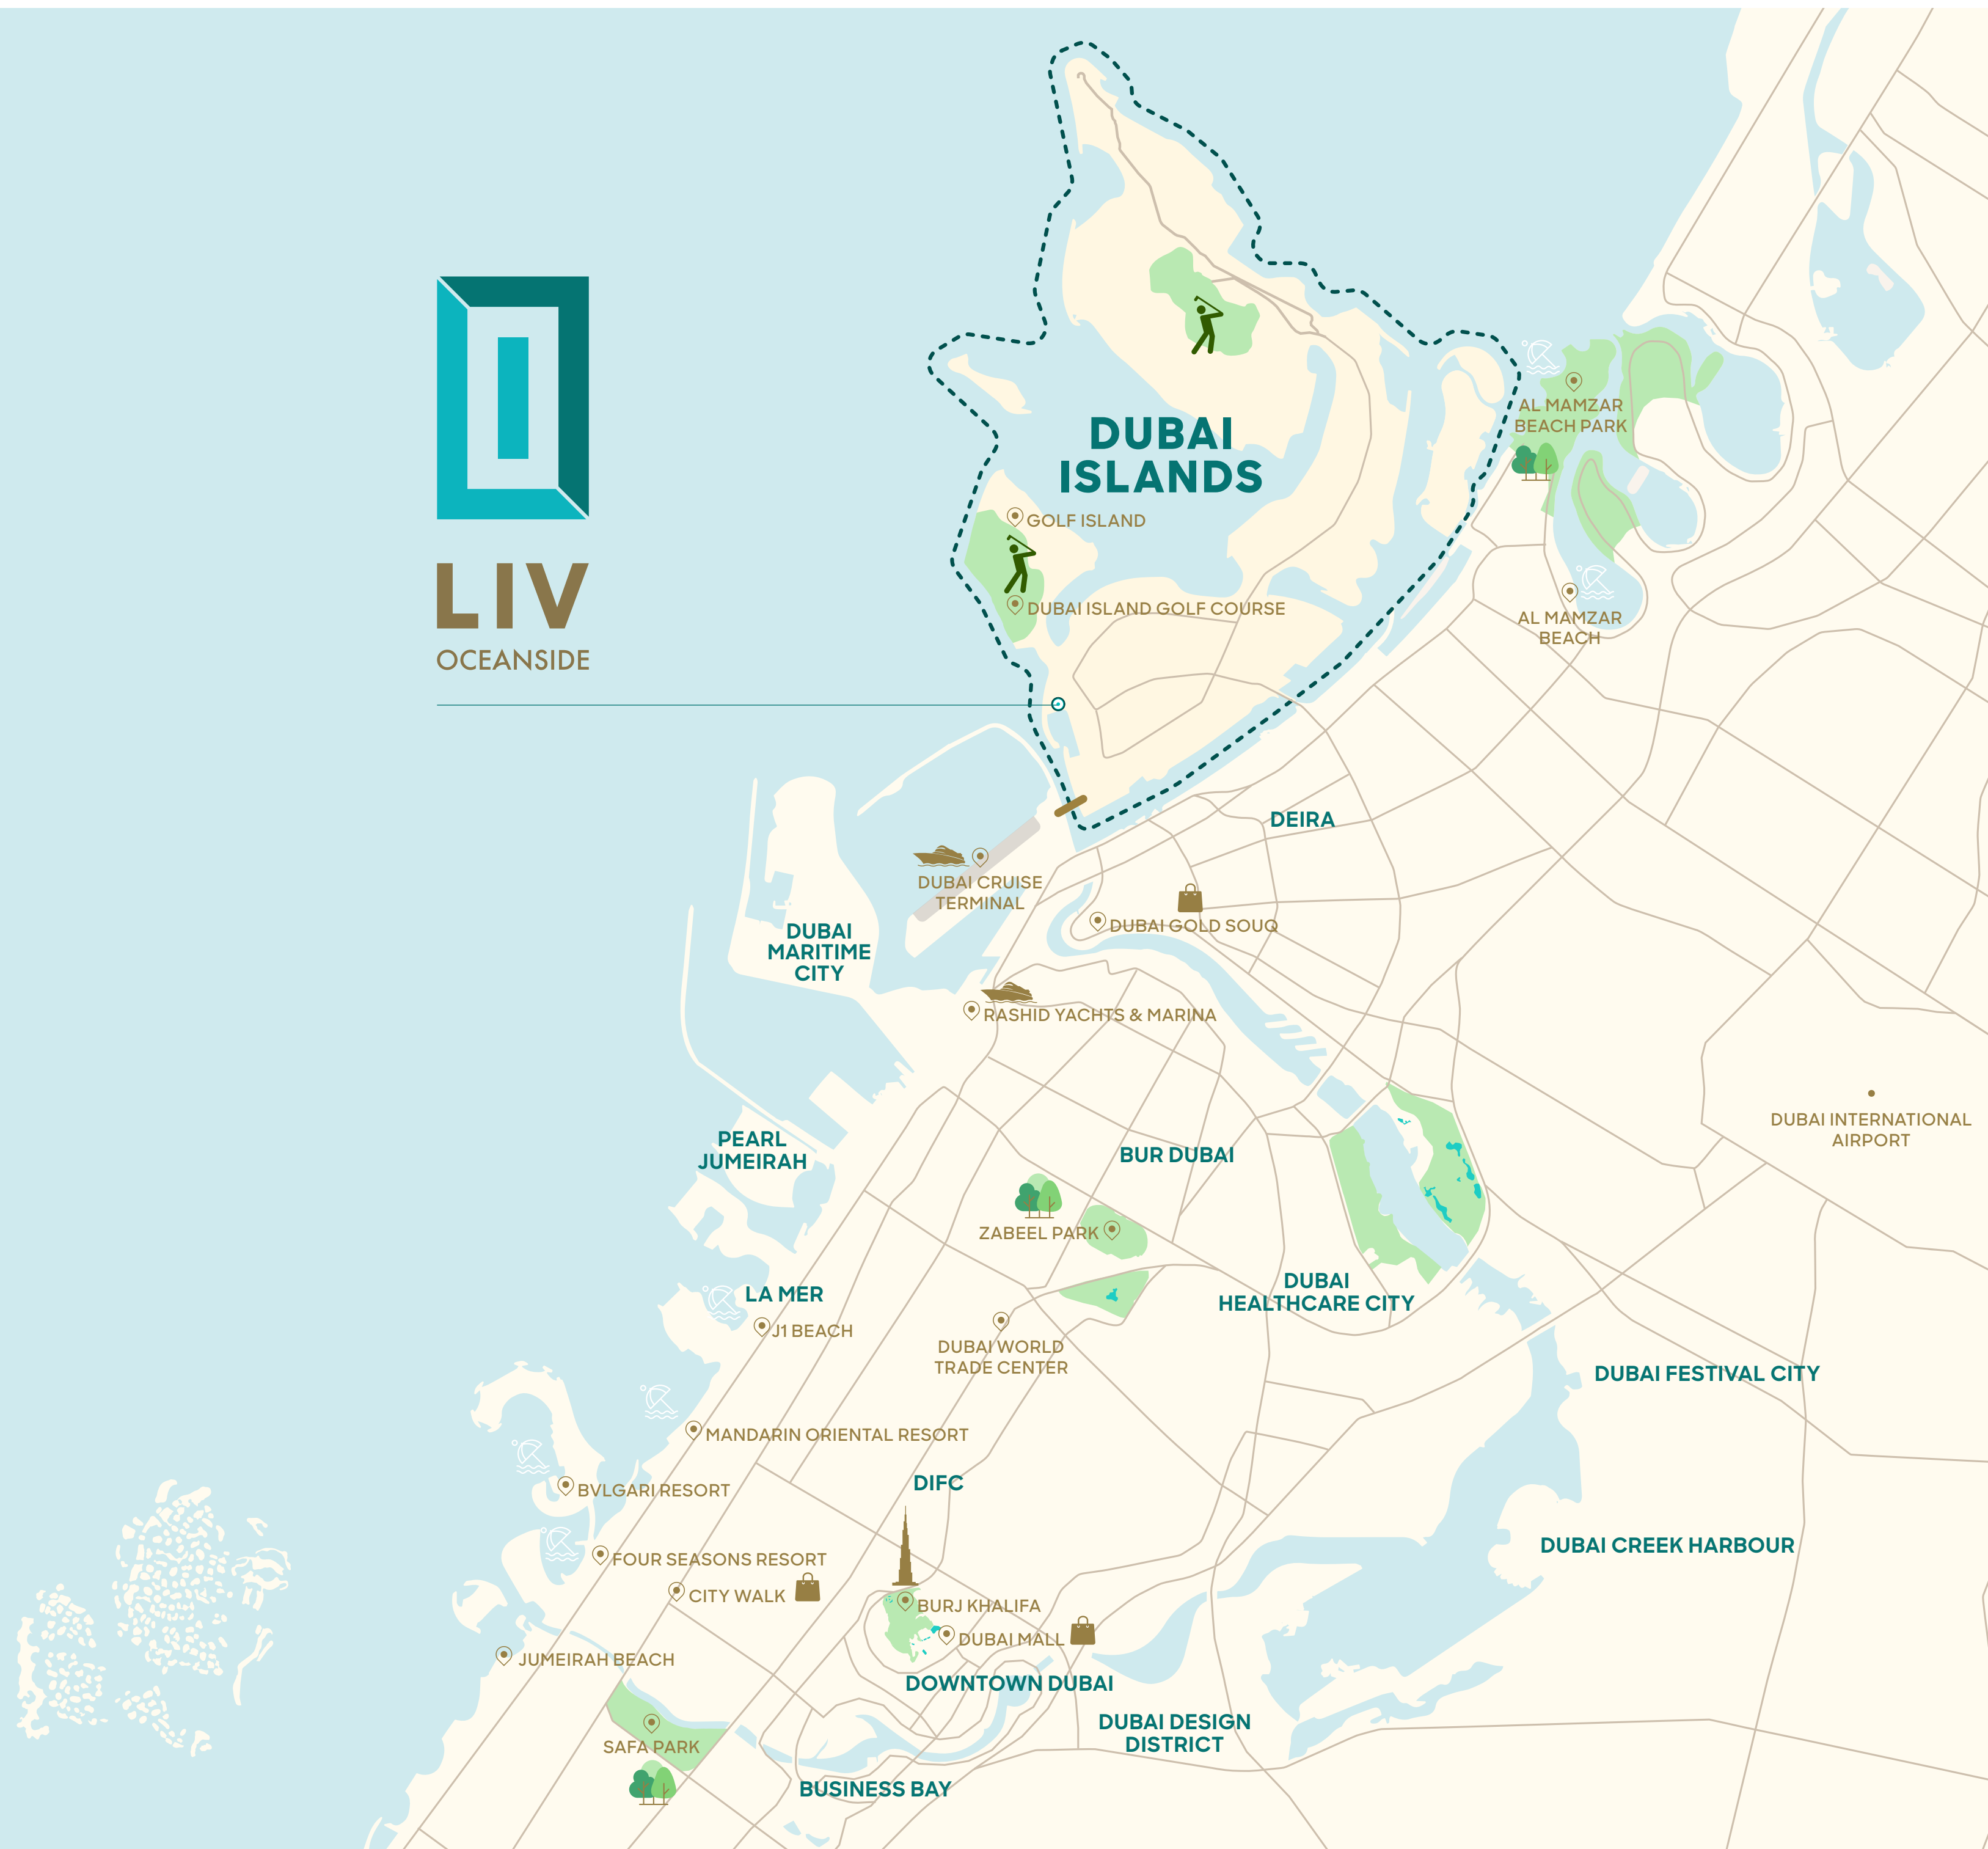 DUBAI
ISLANDS
AL MAMZAR
BEACH PARK
GOLF ISLAND
DUBAI ISLAND GOLF COURSE
AL MAMZAR
BEACH
LIV
OCEANSIDE
DEIRA
DUBAI CRUISE
TERMINAL
DUBAI GOLD SOUQ
DUBAI
MARITIME
CITY
RASHID YACHTS & MARINA
DUBAI INTERNATIONAL
AIRPORT
PEARL
JUMEIRAH
BUR DUBAI
ZABEEL PARK
LA MER
J1 BEACH
DUBAI
HEALTHCARE CITY
DUBAI WORLD
TRADE CENTER
DUBAI FESTIVAL CITY
MANDARIN ORIENTAL RESORT
DIFC
BVLGARI RESORT
DUBAI CREEK HARBOUR
FOUR SEASONS RESORT
CITY WALK
BURJ KHALIFA
DUBAI MALL
JUMEIRAH BEACH
DOWNTOWN DUBAI
DUBAI DESIGN
DISTRICT
SAFA PARK
BUSINESS BAY